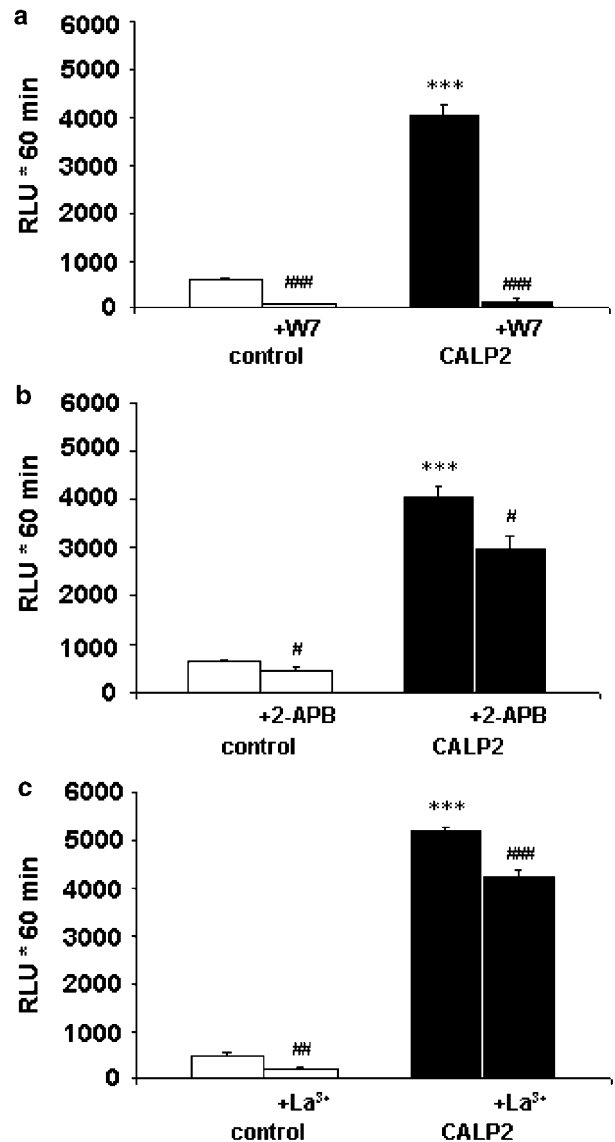 a
RLU * 60 min
6000
5000
4000
3000
2000
1000
0
***
###
###
+W7
+W7
control
CALP2
b
RLU * 60 min
6000
5000
4000
3000
2000
1000
0
***
#
#
+2-APB
+2-APB
control
CALP2
c
RLU * 60 min
6000
5000
4000
3000
2000
1000
0
***
###
##
+La³⁺
+La³⁺
control
CALP2